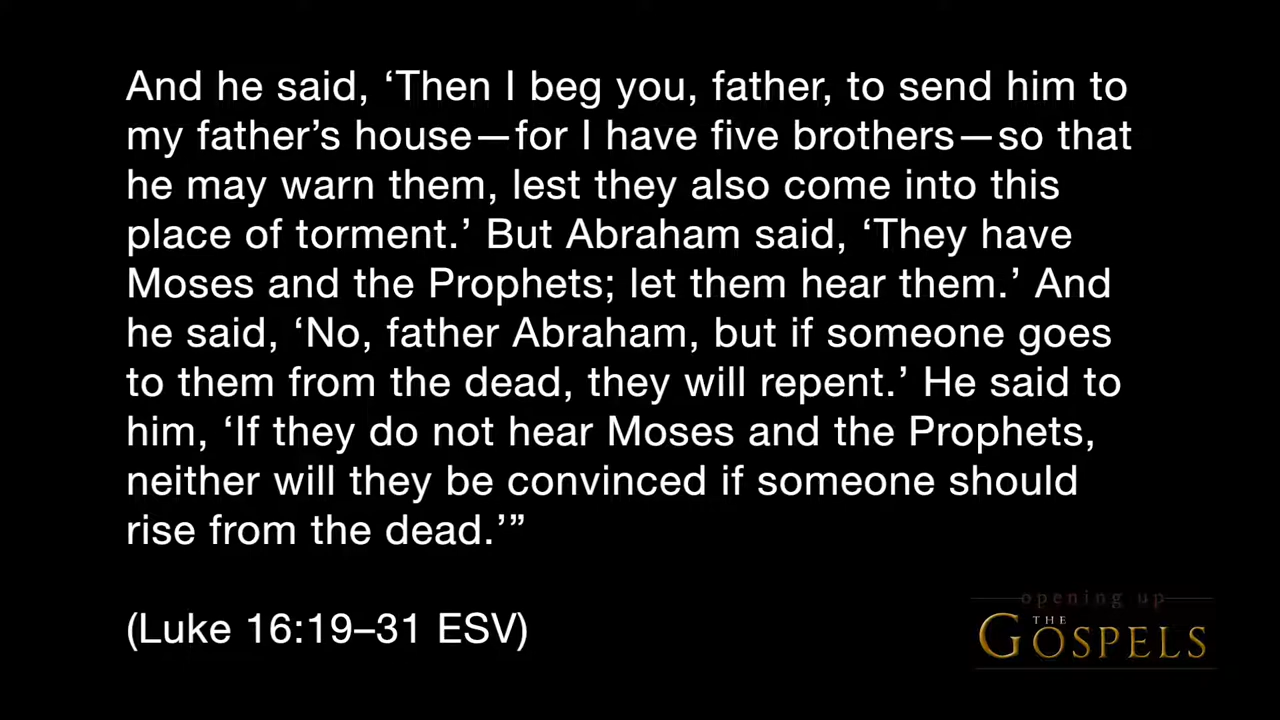 And he said, ‘Then I beg you, father, to send him to
my father’s house—for I have five brothers—so that
he may warn them, lest they also come into this
place of torment.’ But Abraham said, ‘They have
Moses and the Prophets; let them hear them.’ And
he said, ‘No, father Abraham, but if someone goes
to them from the dead, they will repent.’ He said to
him, ‘If they do not hear Moses and the Prophets,
neither will they be convinced if someone should
rise from the dead.’”
(Luke 16:19–31 ESV)
opening up
THE
GOSPELS